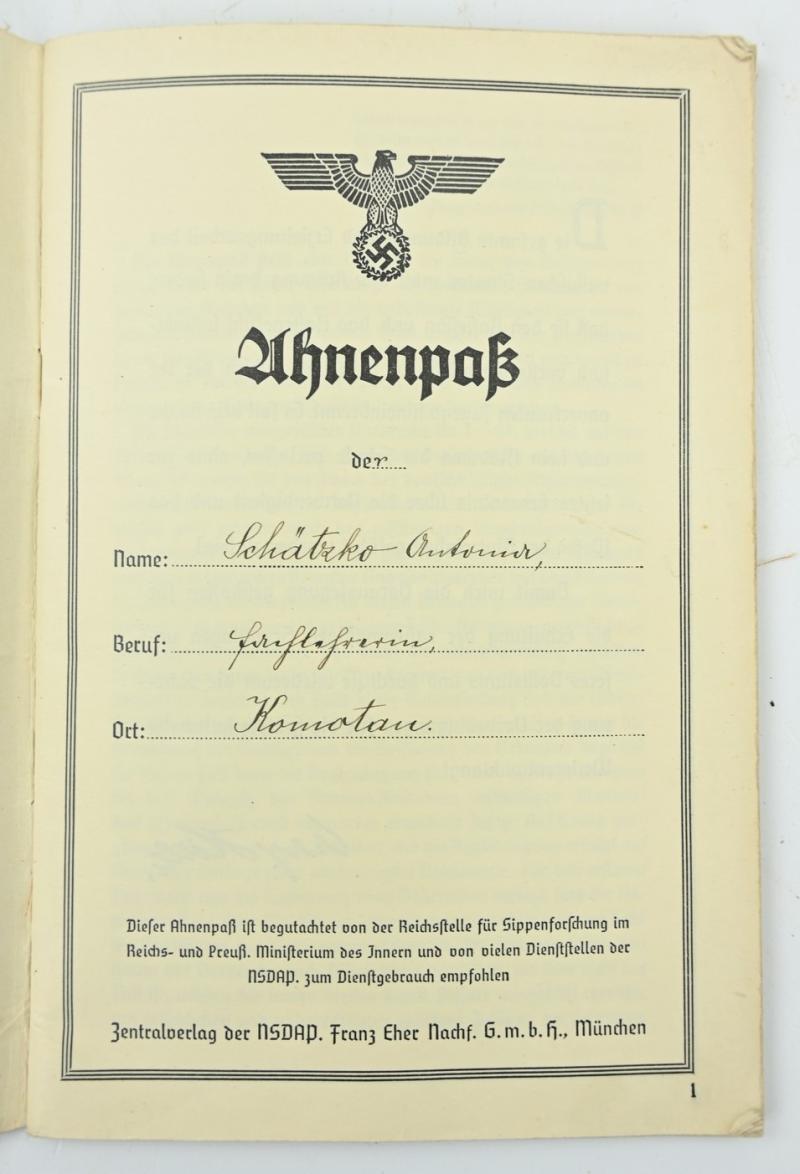 Ahnenpaß
der
Name: Schätzko Antonia,
Beruf: Fachlehrerin,
Ort: Komotau.
Dieser Ahnenpaß ist begutachtet von der Reichsstelle für Sippenforschung im
Reichs- und Preuß. Ministerium des Innern und von vielen Dienststellen der
NSDAP. zum Dienstgebrauch empfohlen
Zentralverlag der NSDAP. Franz Eher Nachf. G.m.b.H., München
1